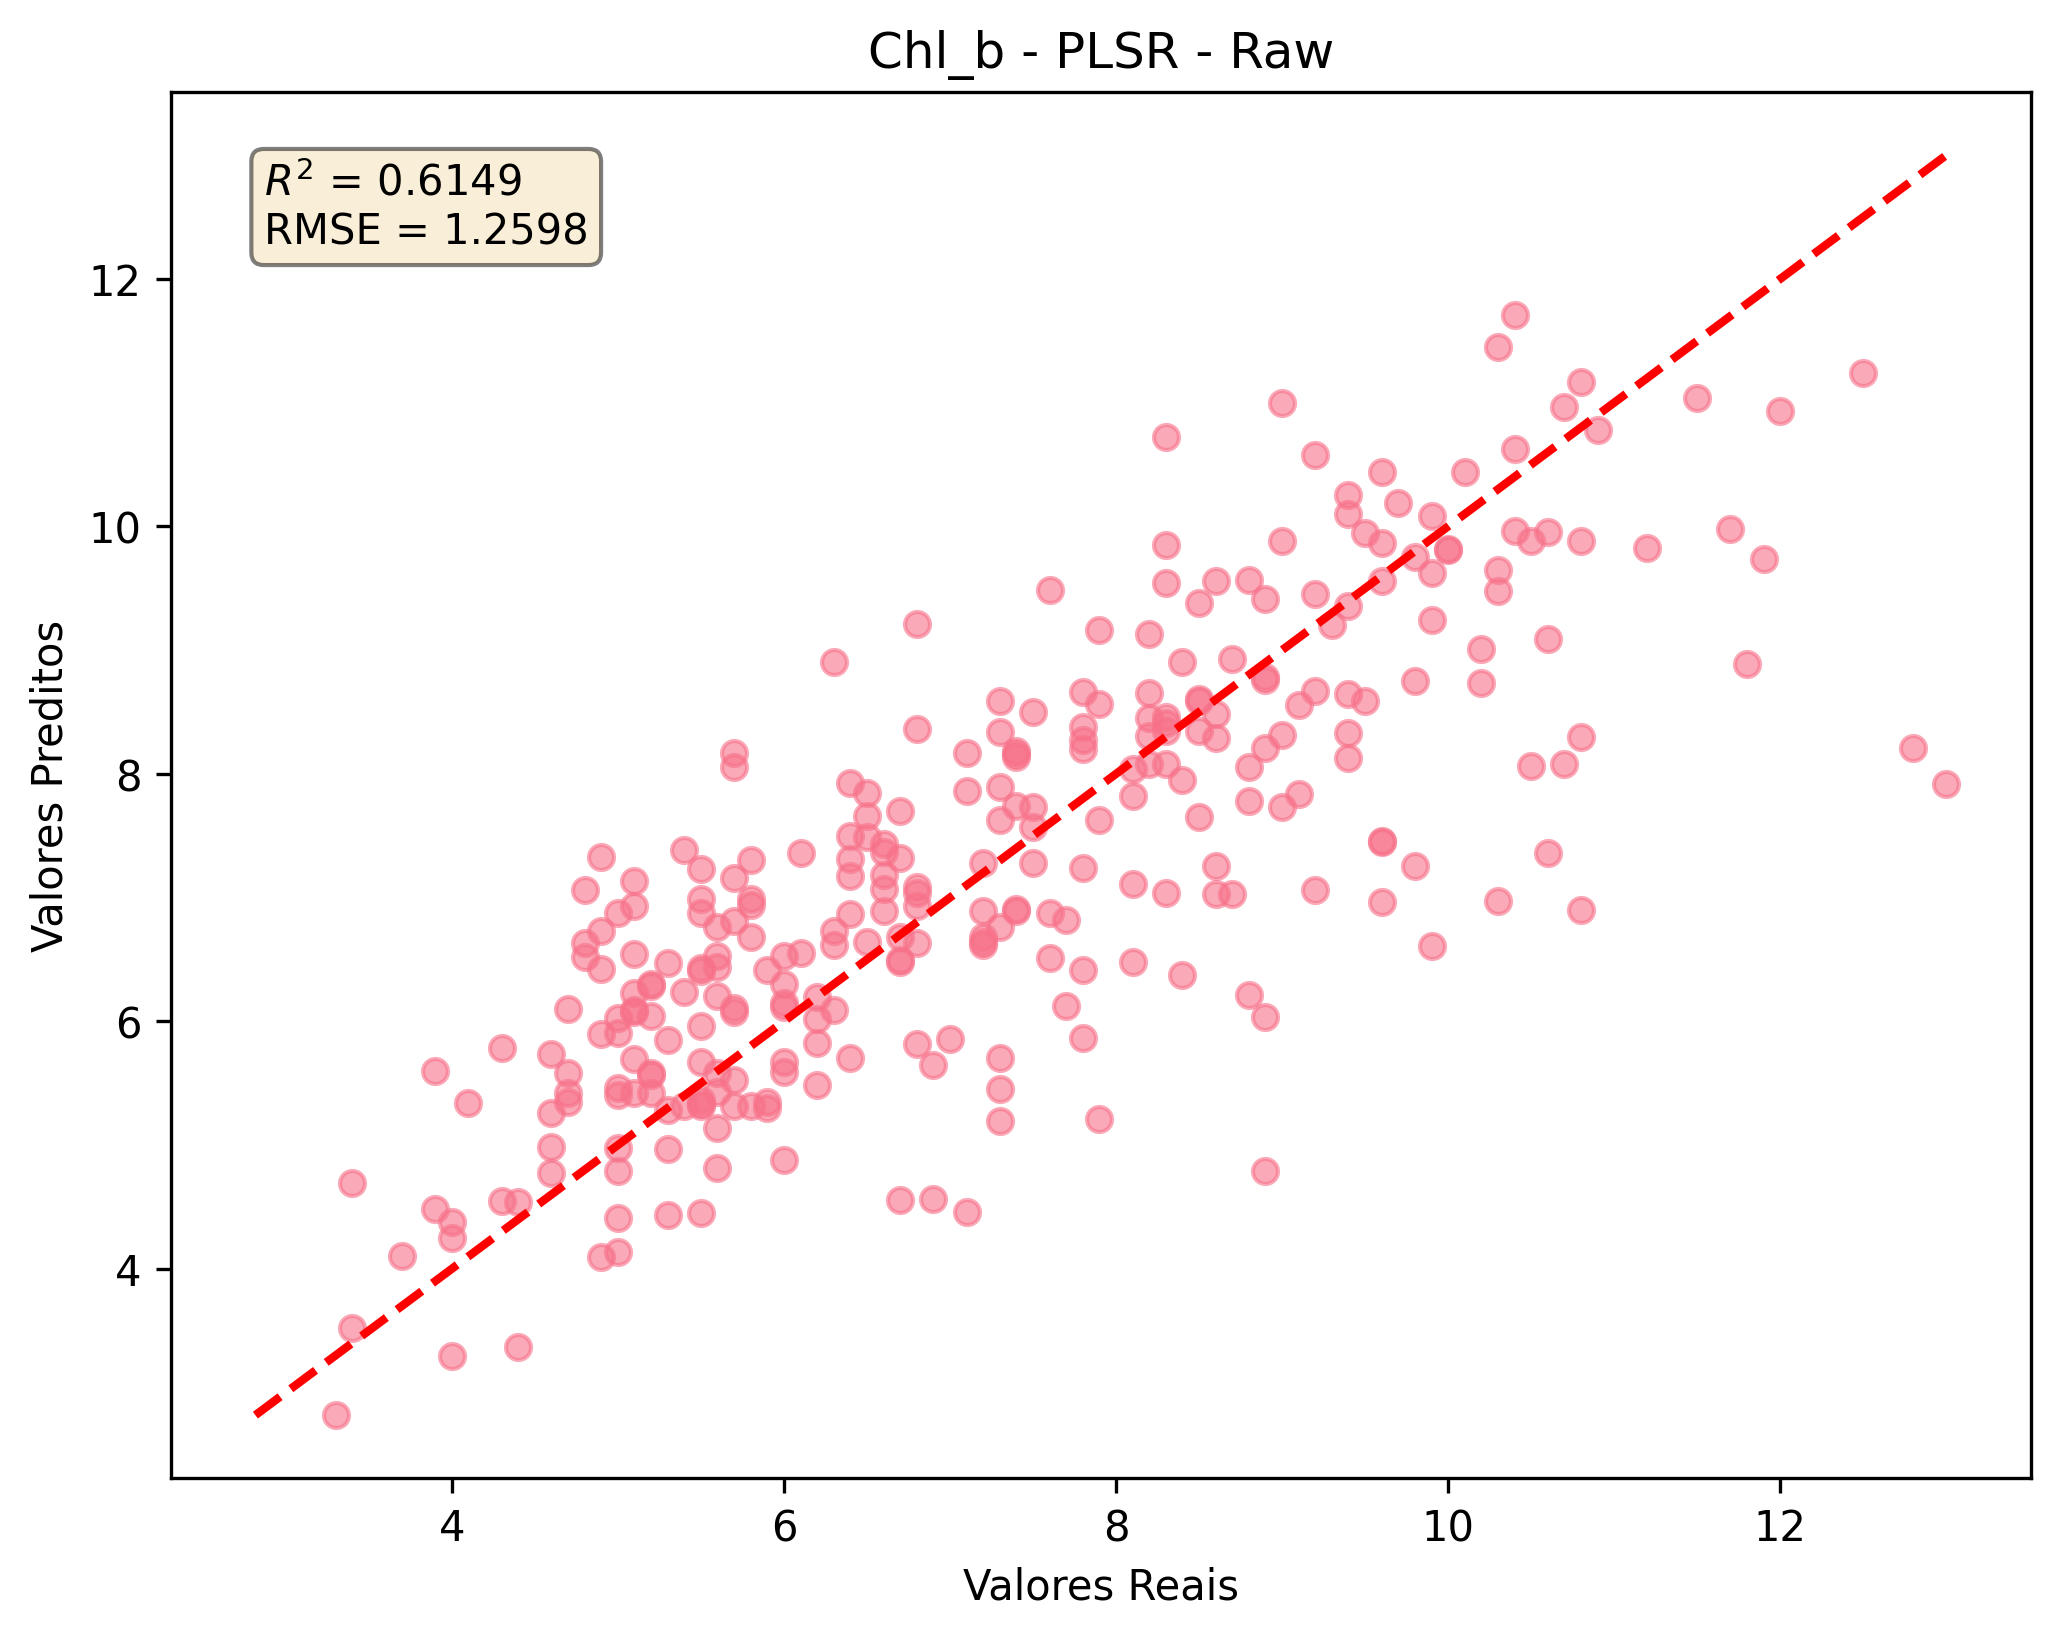 Chl_b - PLSR - Raw
R² = 0.6149
RMSE = 1.2598
Valores Preditos
12
10
8
6
4
4 6 8 10 12
Valores Reais